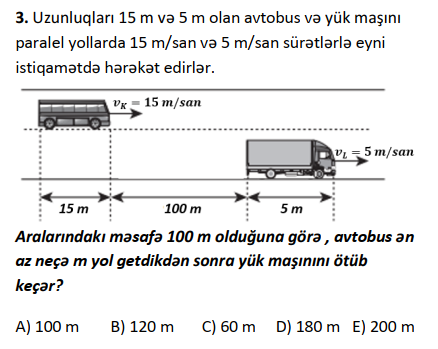 3. Uzunluqları 15 m və 5 m olan avtobus və yük maşını
paralel yollarda 15 m/san və 5 m/san sürətlərlə eyni
istiqamətdə hərəkət edirlər.
v_K = 15 m/san
v_L = 5 m/san
15 m 100 m 5 m
Aralarındakı məsafə 100 m olduğuna görə , avtobus ən
az neçə m yol getdikdən sonra yük maşınını ötüb
keçər?
A) 100 m B) 120 m C) 60 m D) 180 m E) 200 m